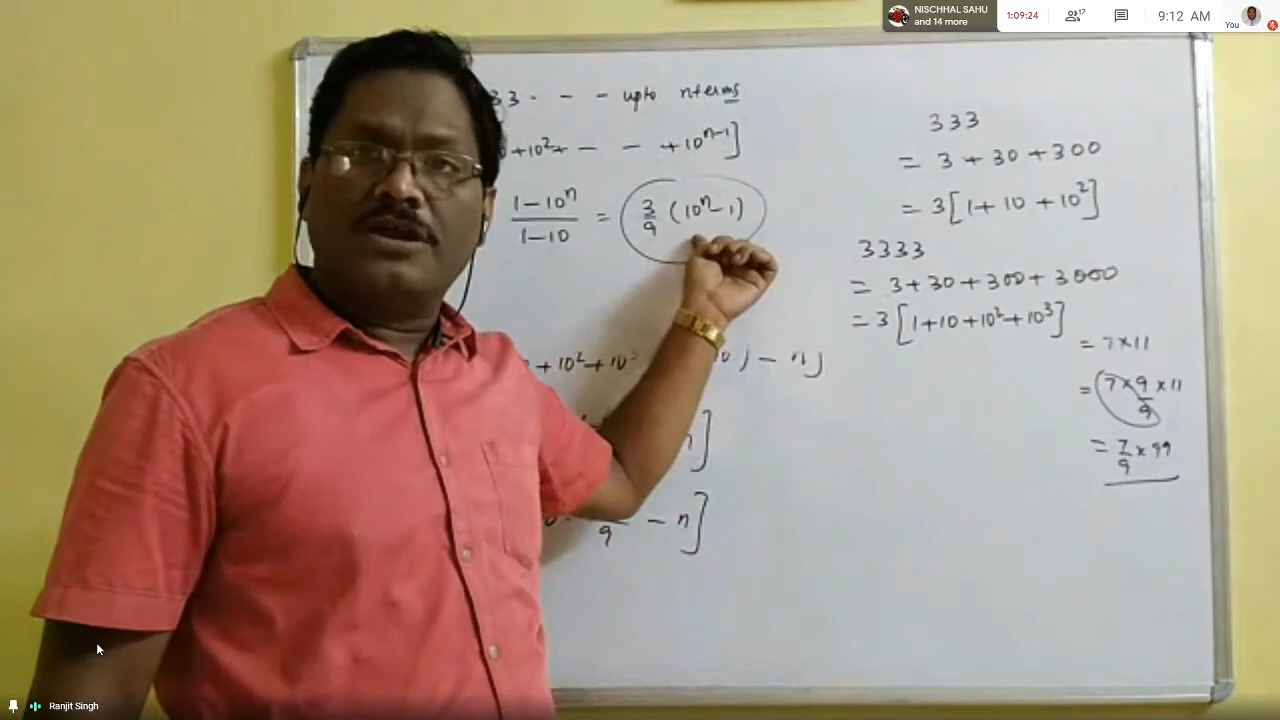 NISCHHAL SAHU
and 14 more
1:09:24
17
9:12 AM
You
33 - - - upto nterms
0+10²+ - - +10ⁿ⁻¹]
1-10ⁿ/1-10 = 3/9 (10ⁿ-1)
+10²+10
- n]
n]
9 - n]
333
= 3+30+300
= 3[1+10+10²]
3333
= 3+30+300+3000
= 3[1+10+10²+10³]
= 7×11
= (7×9/9×11
= 7/9×99
Ranjit Singh